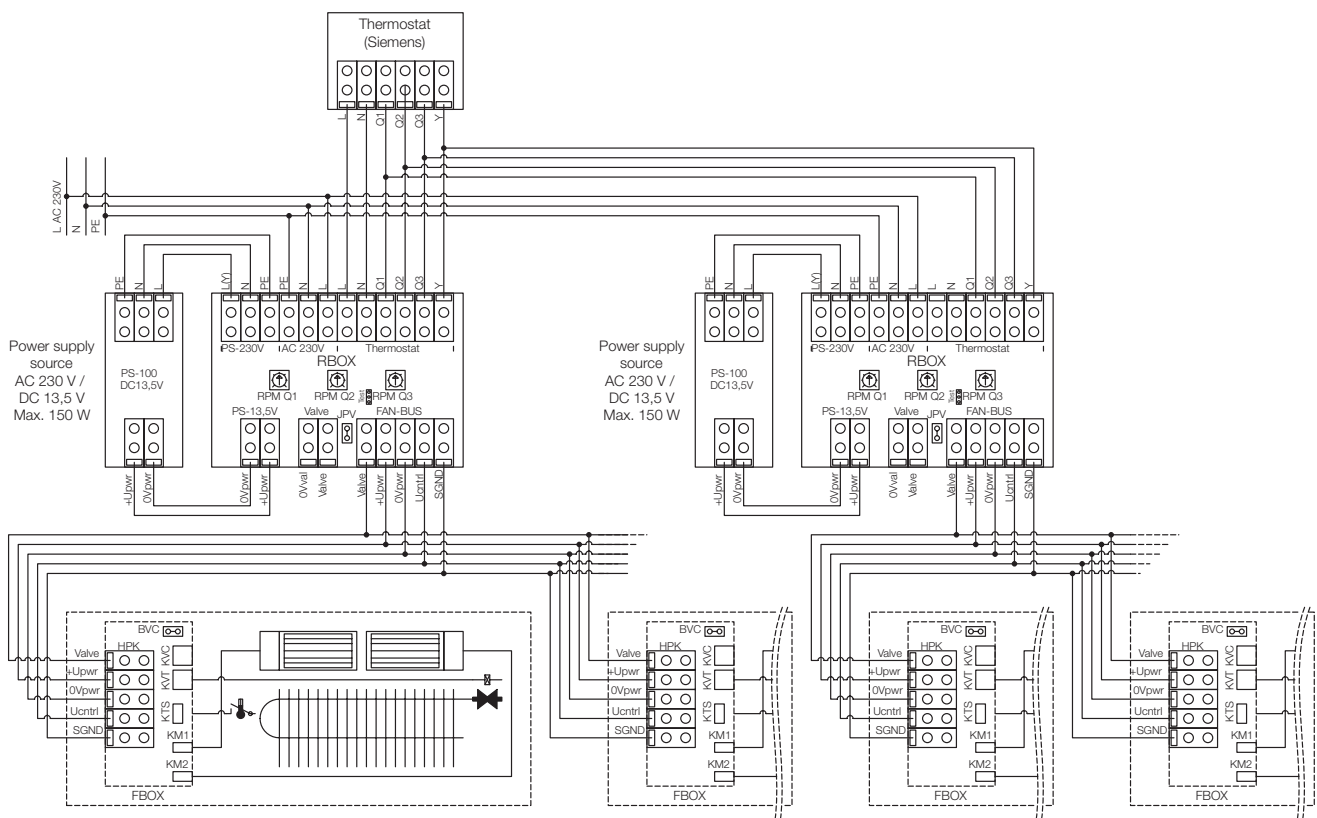 Thermostat
(Siemens)
L
N
Q1
Q2
Q3
Y
L AC 230V
N
PE
PE
N
L
L(Y)
N
PE
PE
N
L
L
N
Q1
Q2
Q3
Y
PE
N
L
L(Y)
N
PE
PE
N
L
L
N
Q1
Q2
Q3
Y
Power supply
source
AC 230 V /
DC 13,5 V
Max. 150 W
PS-100
DC13,5V
PS-230V
AC 230V
Thermostat
RBOX
RPM Q1
RPM Q2
Test
RPM Q3
PS-13,5V
Valve
JPV
FAN-BUS
+Upwr
0Vpwr
0Vpwr
+Upwr
0Vval
Valve
Valve
+Upwr
0Vpwr
Ucntrl
SGND
Power supply
source
AC 230 V /
DC 13,5 V
Max. 150 W
PS-100
DC13,5V
PS-230V
AC 230V
Thermostat
RBOX
RPM Q1
RPM Q2
Test
RPM Q3
PS-13,5V
Valve
JPV
FAN-BUS
+Upwr
0Vpwr
0Vpwr
+Upwr
0Vval
Valve
Valve
+Upwr
0Vpwr
Ucntrl
SGND
BVC
HPK
Valve
+Upwr
0Vpwr
Ucntrl
SGND
KVC
KVT
KTS
KM1
KM2
FBOX
BVC
HPK
Valve
+Upwr
0Vpwr
Ucntrl
SGND
KVC
KVT
KTS
KM1
KM2
FBOX
BVC
HPK
Valve
+Upwr
0Vpwr
Ucntrl
SGND
KVC
KVT
KTS
KM1
KM2
FBOX
BVC
HPK
Valve
+Upwr
0Vpwr
Ucntrl
SGND
KVC
KVT
KTS
KM1
KM2
FBOX